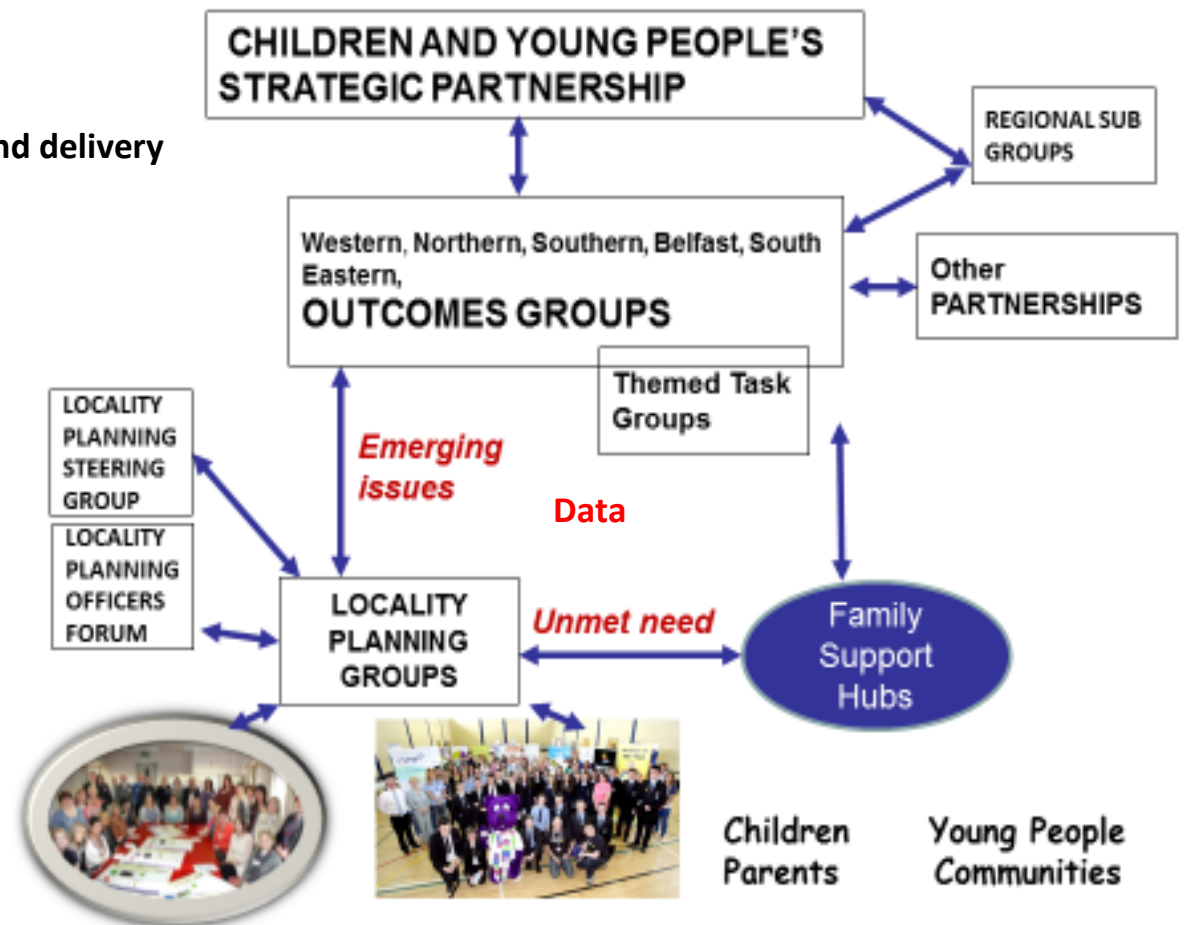 CHILDREN AND YOUNG PEOPLE'S
STRATEGIC PARTNERSHIP
nd delivery
REGIONAL SUB
GROUPS
Western, Northern, Southern, Belfast, South
Eastern,
OUTCOMES GROUPS
Other
PARTNERSHIPS
Themed Task
Groups
LOCALITY
PLANNING
STEERING
GROUP
Emerging
issues
Data
LOCALITY
PLANNING
OFFICERS
FORUM
LOCALITY
PLANNING
GROUPS
Unmet need
Family
Support
Hubs
Children
Parents
Young People
Communities